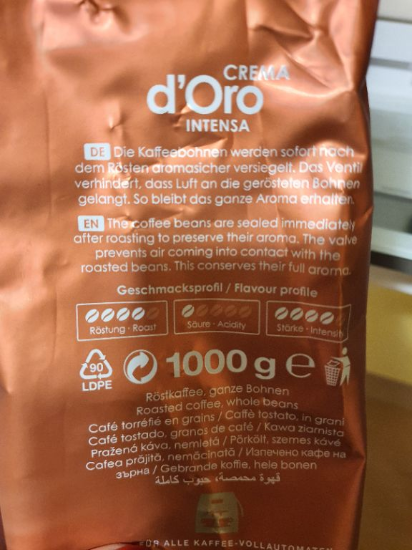 CREMA
d'Oro
INTENSA
DE Die Kaffeebohnen werden sofort nach
dem Rösten aromasicher versiegelt. Das Ventil
verhindert, dass Luft an die gerösteten Bohnen
gelangt. So bleibt das ganze Aroma erhalten.
EN The coffee beans are sealed immediately
after roasting to preserve their aroma. The valve
prevents air coming into contact with the
roasted beans. This conserves their full aroma.
Geschmacksprofil / Flavour profile
Röstung · Roast Säure · Acidity Stärke · Intensity
90 1000 g e
LDPE
Röstkaffee, ganze Bohnen
Roasted coffee, whole beans
Café torréfié en grains / Caffè tostato, in grani
Café tostado, granos de café / Kawa ziarnista
Pražená káva, nemletá / Pörkölt, szemes kávé
Cafea prăjită, nemăcinată / Изпечено кафе на
зърна / Gebrande koffie, hele bonen
قهوة محمصة، حبوب كاملة
FÜR ALLE KAFFEE-VOLLAUTOMATEN